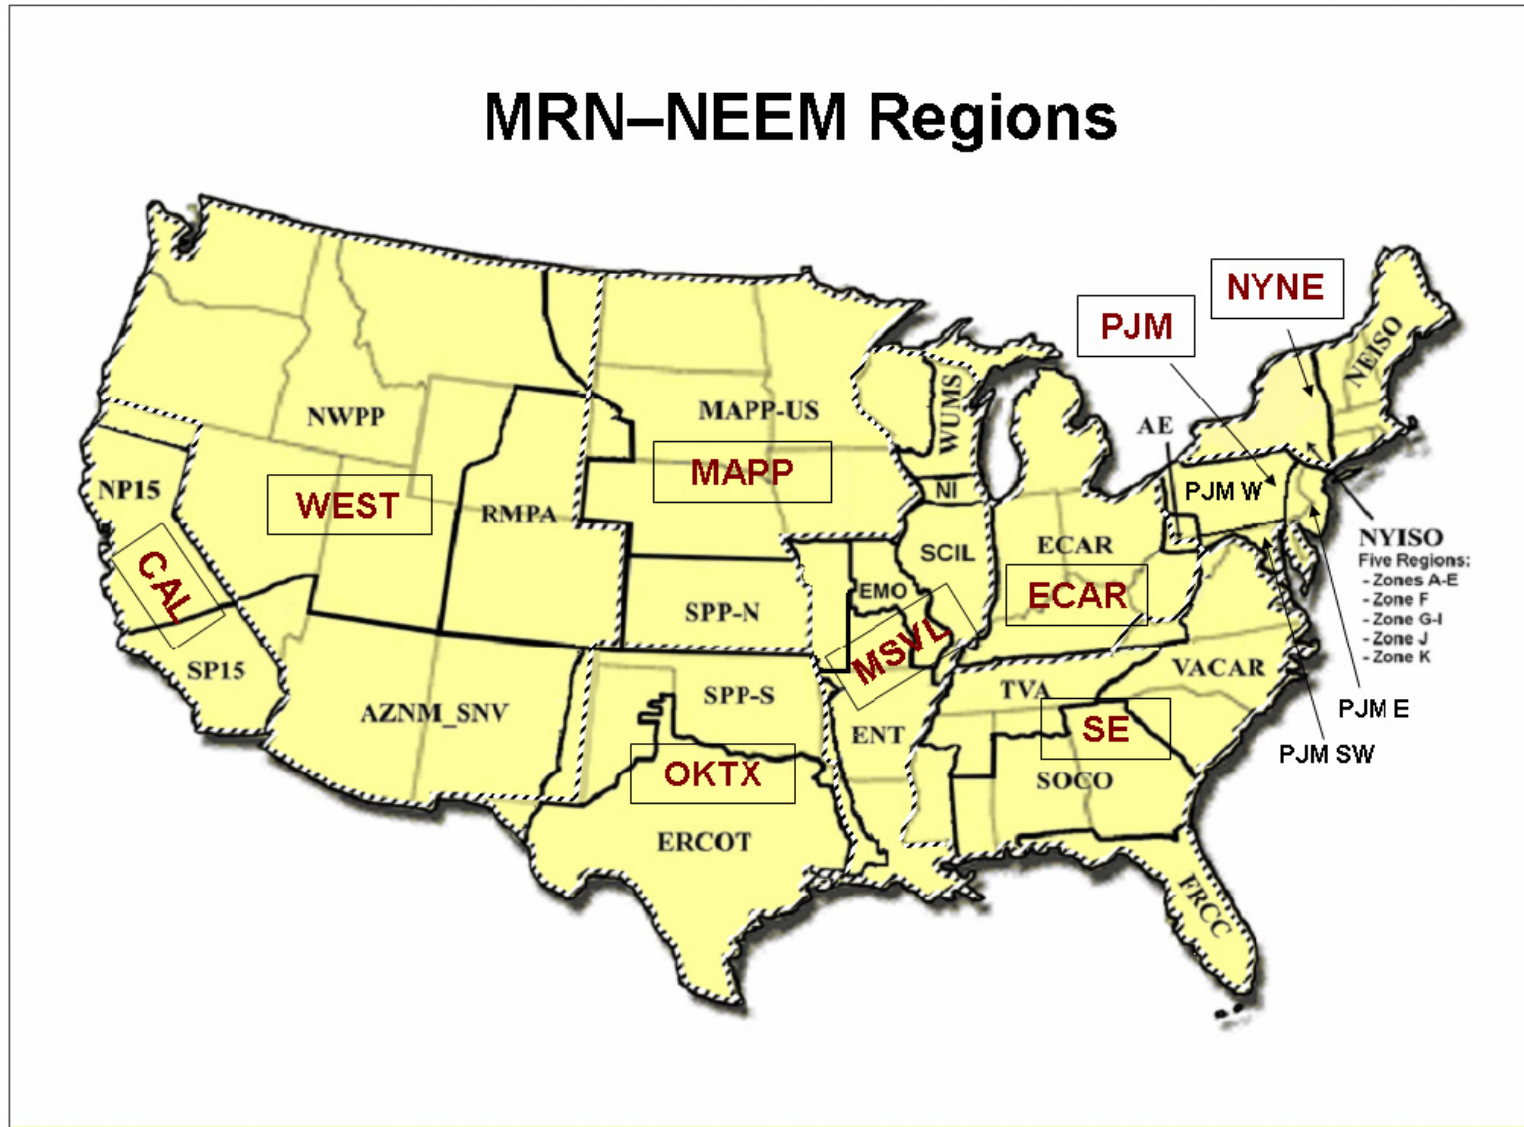 MRN–NEEM Regions
NYNE
PJM
NEISO
NWPP
MAPP-US
WUMS
AE
MAPP
NP15
WEST
RMPA
NI
PJM W
CAL
SCIL
ECAR
NYISO
Five Regions:
- Zones A-E
- Zone F
- Zone G-I
- Zone J
- Zone K
EMO
ECAR
SPP-N
MSVL
SP15
TVA
VACAR
SPP-S
AZNM_SNV
PJM E
ENT
SE
PJM SW
OKTX
SOCO
ERCOT
FRCC